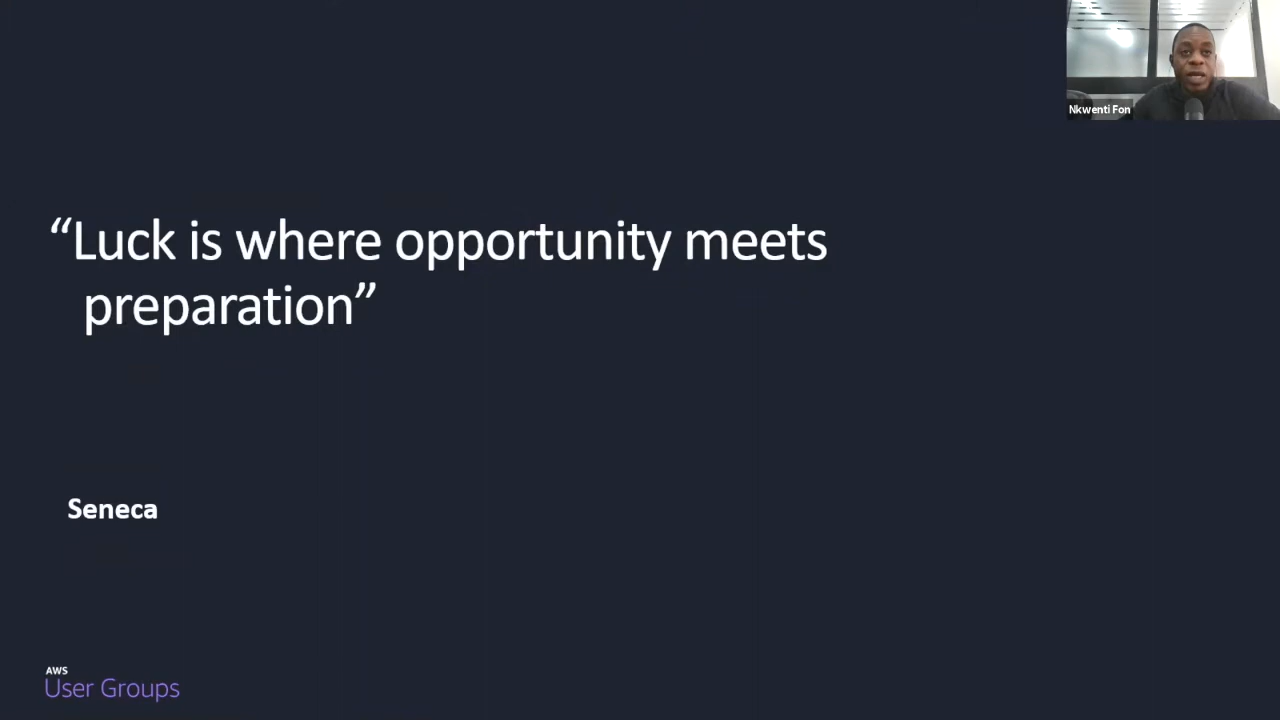 Nkwenti Fon
“Luck is where opportunity meets
preparation”
Seneca
AWS
User Groups